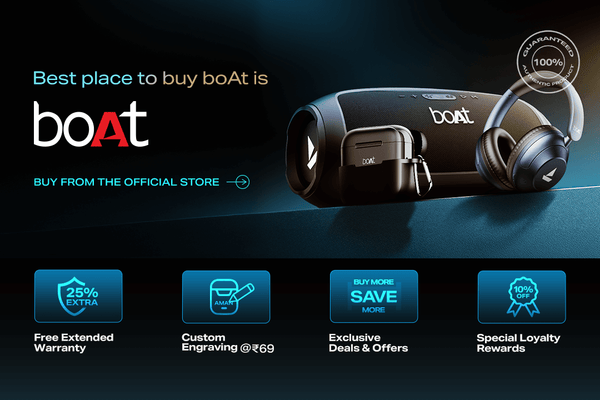 Best place to buy boAt is
boAt
BUY FROM THE OFFICIAL STORE
GUARANTEED
100%
AUTHENTIC PRODUCT
boAt
boAt
25%
EXTRA
Free Extended
Warranty
AMAN
Custom
Engraving @₹69
BUY MORE
SAVE
MORE
Exclusive
Deals & Offers
10%
OFF
Special Loyalty
Rewards